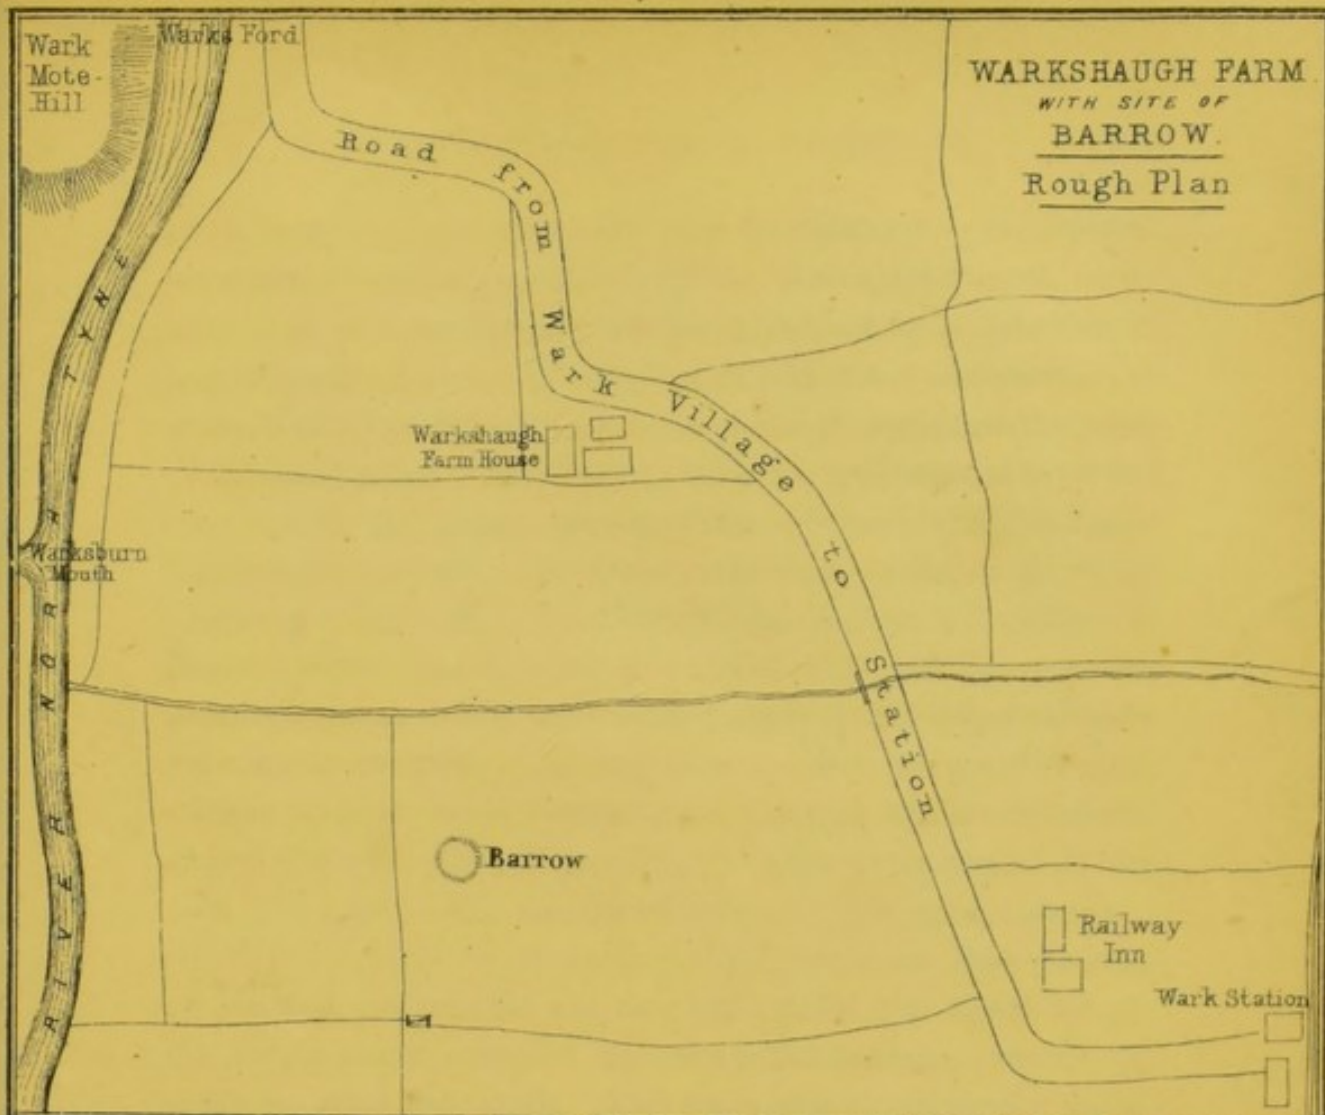 WARKSHAUGH FARM.
WITH SITE OF
BARROW.
Rough Plan
Wark
Mote-
Hill
Warks Ford
Road from Wark Village to Station
RIVER NORTH TYNE
Warkshaugh
Farm House
Warksburn
Mouth
Barrow
Railway
Inn
Wark Station